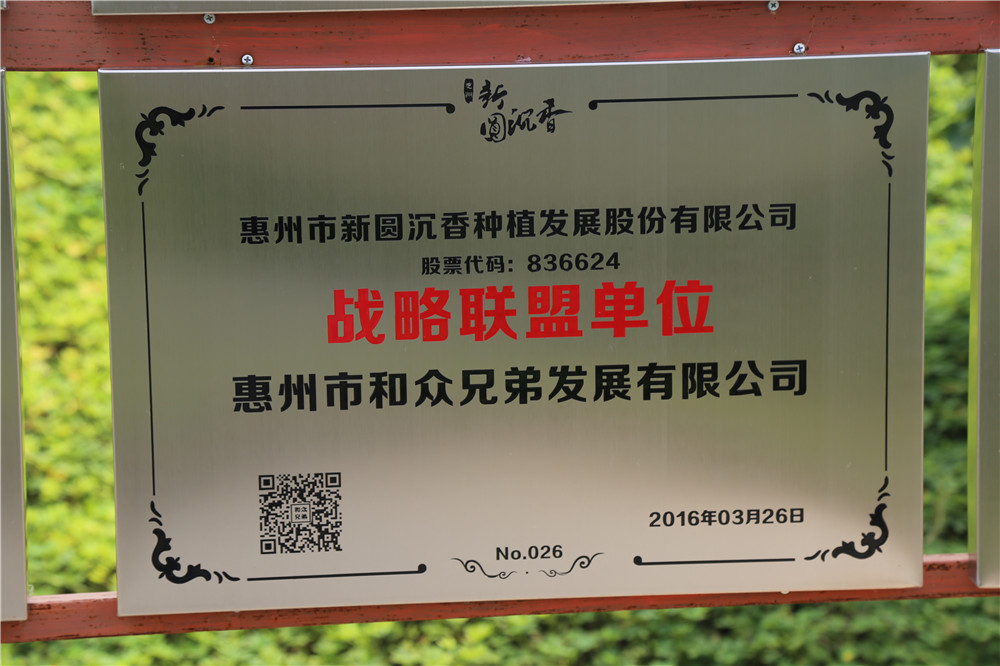 惠州
新圆沉香
惠州市新圆沉香种植发展股份有限公司
股票代码：836624
战略联盟单位
惠州市和众兄弟发展有限公司
2016年03月26日
No.026